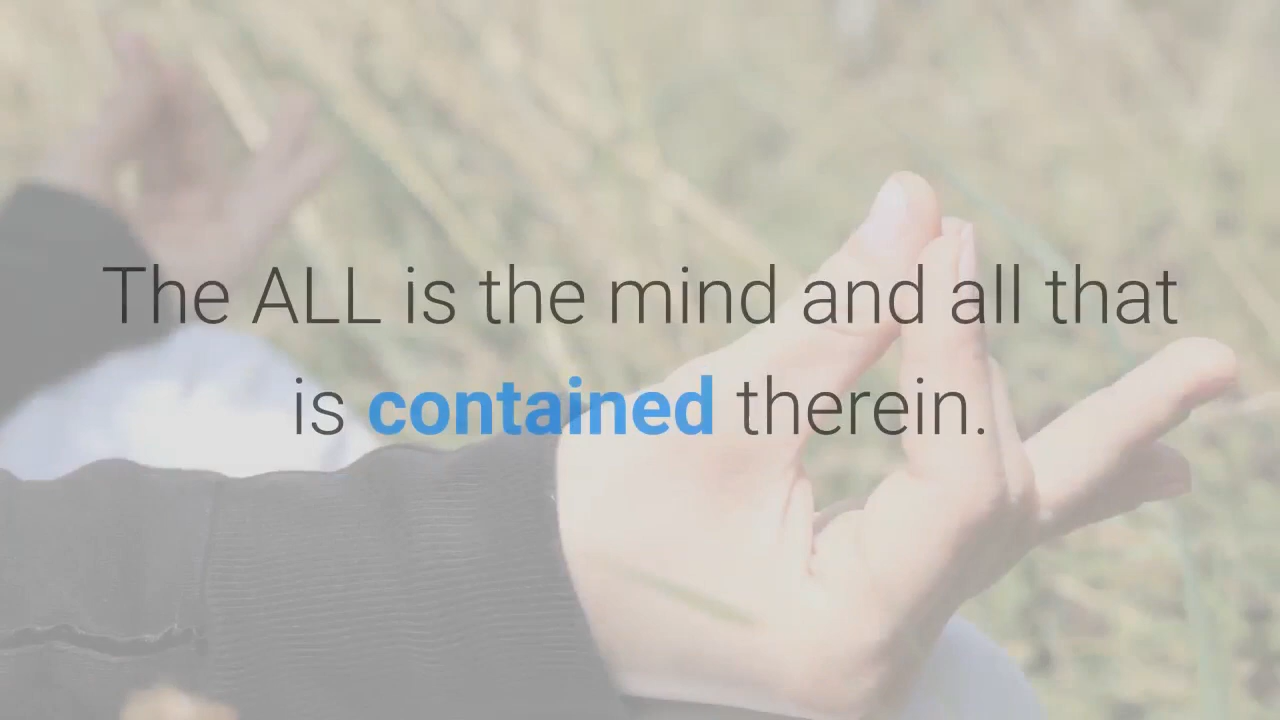 The ALL is the mind and all that
is contained therein.